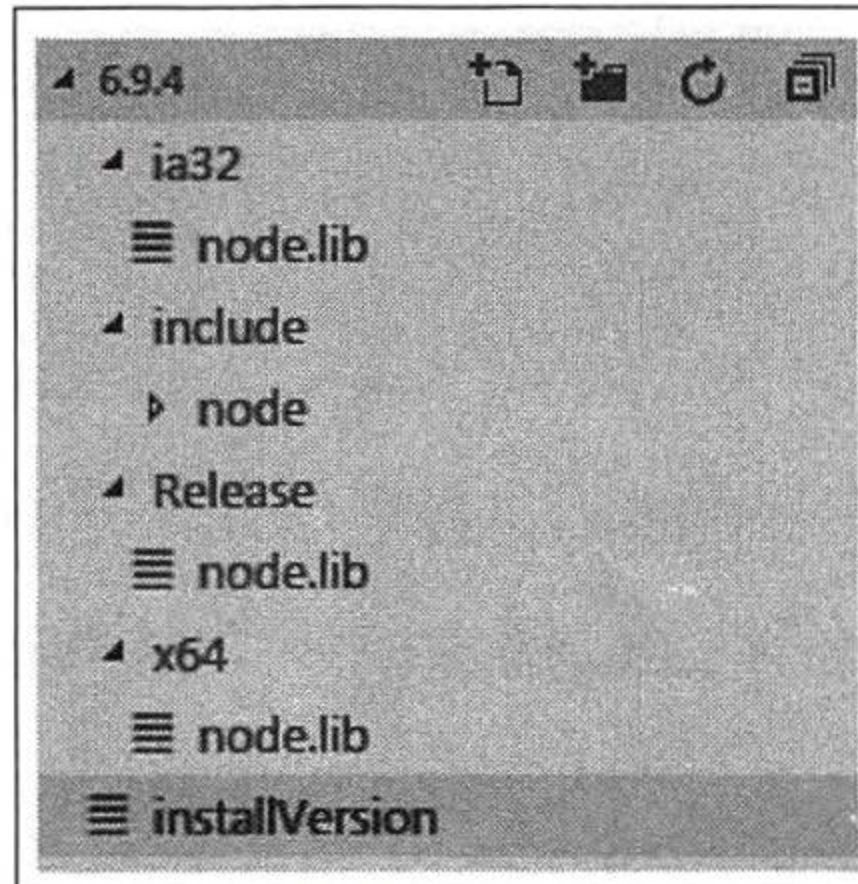 6.9.4
ia32
node.lib
include
node
Release
node.lib
x64
node.lib
installVersion